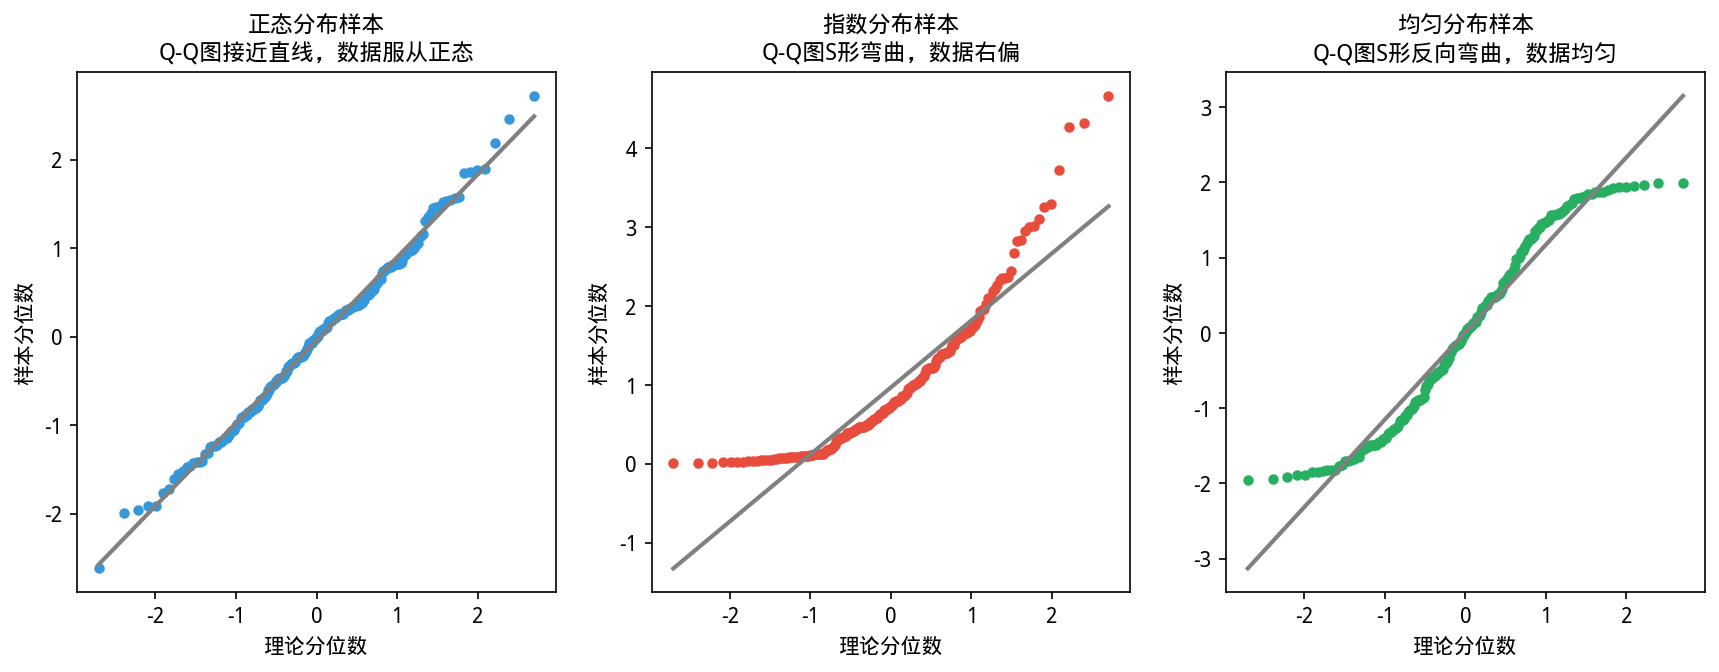 正态分布样本
Q-Q图接近直线，数据服从正态
样本分位数
2
1
0
-1
-2
-2
-1
0
1
2
理论分位数
指数分布样本
Q-Q图S形弯曲，数据右偏
样本分位数
4
3
2
1
0
-1
-2
-1
0
1
2
理论分位数
均匀分布样本
Q-Q图S形反向弯曲，数据均匀
样本分位数
3
2
1
0
-1
-2
-3
-2
-1
0
1
2
理论分位数